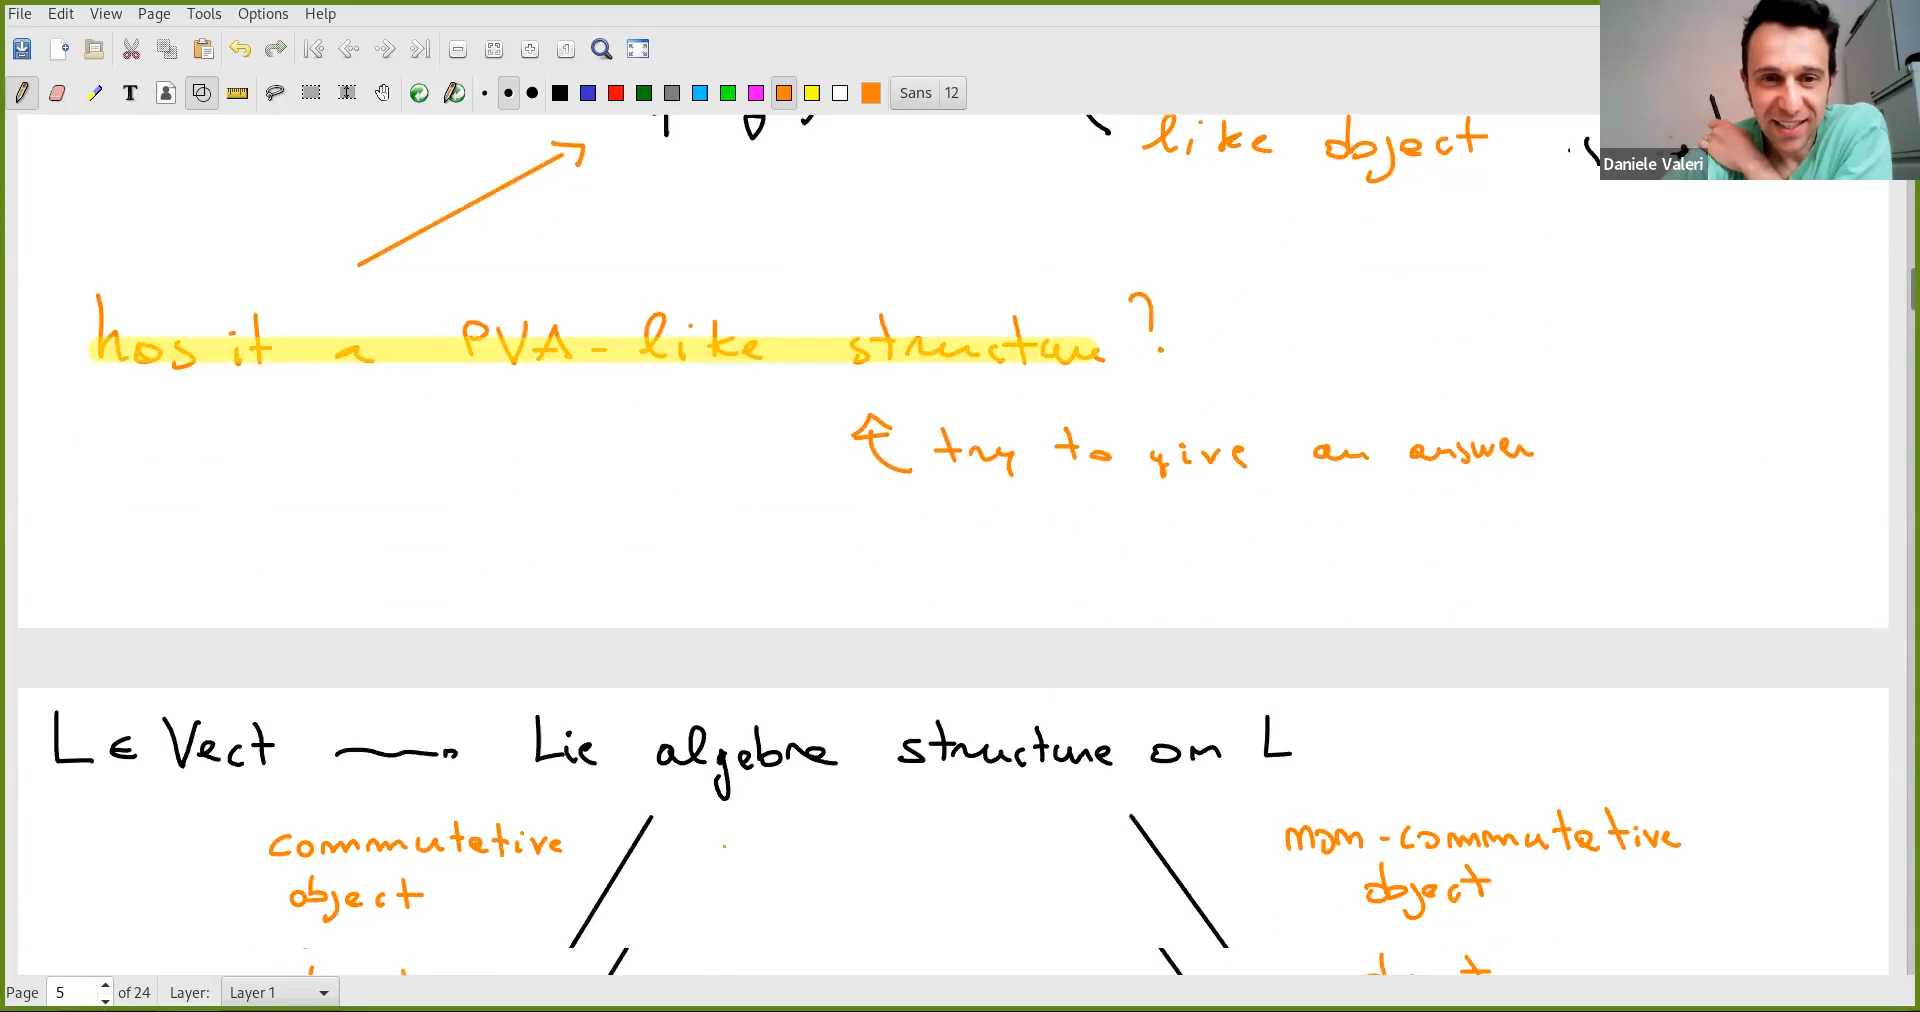 File Edit View Page Tools Options Help
T Sans 12
Daniele Valeri
like object
has it a PVA-like structure ?
try to give an answer
L ∈ Vect Lie algebra structure on L
commutative non-commutative
object object
Page 5 of 24 Layer: Layer 1